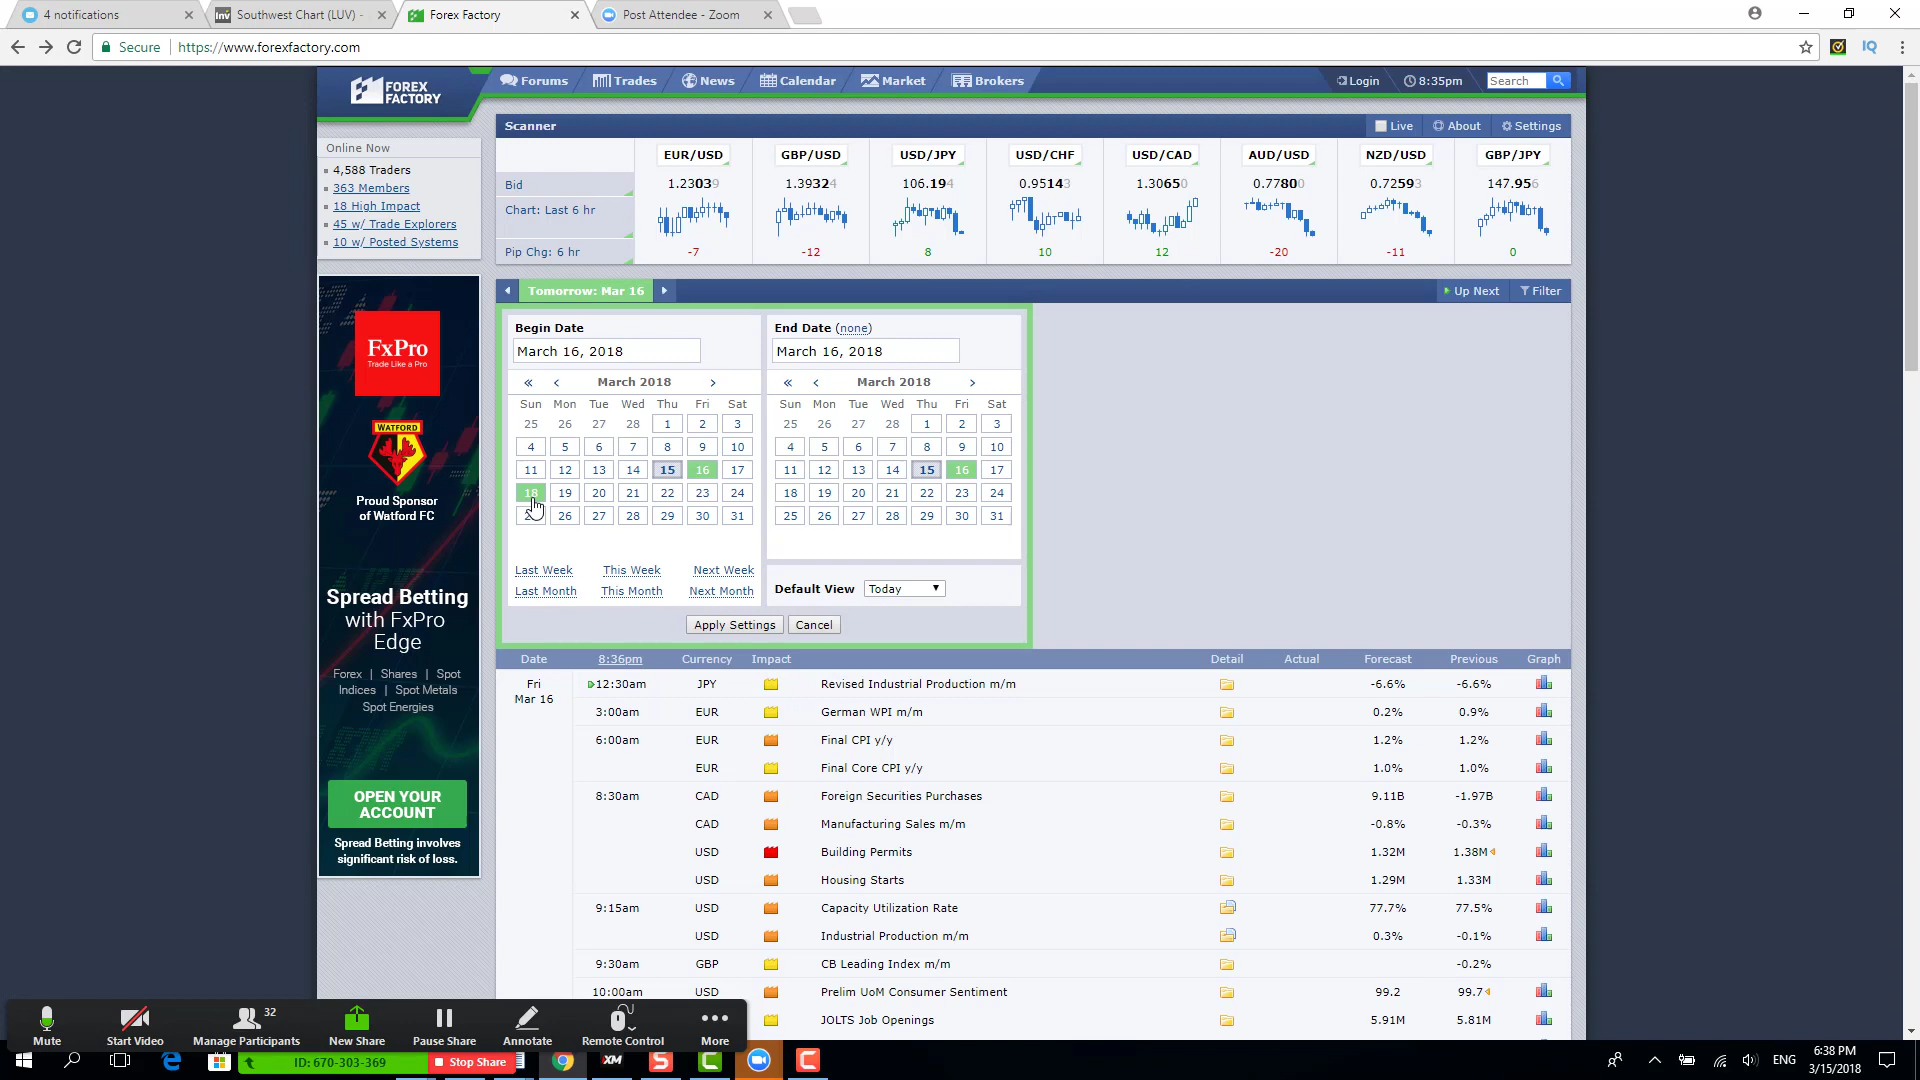 4 notifications
Southwest Chart (LUV) -
Forex Factory
Post Attendee - Zoom
Secure
https://www.forexfactory.com
IQ
FOREX FACTORY
Forums
Trades
News
Calendar
Market
Brokers
Login
8:35pm
Search
Online Now
4,588 Traders
363 Members
18 High Impact
45 w/ Trade Explorers
10 w/ Posted Systems
Scanner
Live
About
Settings
EUR/USD GBP/USD USD/JPY USD/CHF USD/CAD AUD/USD NZD/USD GBP/JPY
Bid 1.23039 1.39324 106.194 0.95143 1.30650 0.77800 0.72593 147.956
Chart: Last 6 hr
Pip Chg: 6 hr -7 -12 8 10 12 -20 -11 0
Tomorrow: Mar 16
Up Next
Filter
Begin Date
March 16, 2018
« ‹ March 2018 ›
Sun Mon Tue Wed Thu Fri Sat
25 26 27 28 1 2 3
4 5 6 7 8 9 10
11 12 13 14 15 16 17
18 19 20 21 22 23 24
26 27 28 29 30 31
Last Week This Week Next Week
Last Month This Month Next Month
End Date (none)
March 16, 2018
« ‹ March 2018 ›
Sun Mon Tue Wed Thu Fri Sat
25 26 27 28 1 2 3
4 5 6 7 8 9 10
11 12 13 14 15 16 17
18 19 20 21 22 23 24
25 26 27 28 29 30 31
Default View Today
Apply Settings
Cancel
Date 8:36pm Currency Impact Detail Actual Forecast Previous Graph
Fri
Mar 16
12:30am JPY Revised Industrial Production m/m -6.6% -6.6%
3:00am EUR German WPI m/m 0.2% 0.9%
6:00am EUR Final CPI y/y 1.2% 1.2%
EUR Final Core CPI y/y 1.0% 1.0%
8:30am CAD Foreign Securities Purchases 9.11B -1.97B
CAD Manufacturing Sales m/m -0.8% -0.3%
USD Building Permits 1.32M 1.38M
USD Housing Starts 1.29M 1.33M
9:15am USD Capacity Utilization Rate 77.7% 77.5%
USD Industrial Production m/m 0.3% -0.1%
9:30am GBP CB Leading Index m/m -0.2%
10:00am USD Prelim UoM Consumer Sentiment 99.2 99.7
JOLTS Job Openings 5.91M 5.81M
FxPro
Trade Like a Pro
WATFORD
Proud Sponsor
of Watford FC
Spread Betting
with FxPro
Edge
Forex | Shares | Spot
Indices | Spot Metals
Spot Energies
OPEN YOUR
ACCOUNT
Spread Betting involves
significant risk of loss.
Mute
Start Video
32
Manage Participants
New Share
Pause Share
Annotate
Remote Control
More
ID: 670-303-369
Stop Share
XM
ENG
6:38 PM
3/15/2018